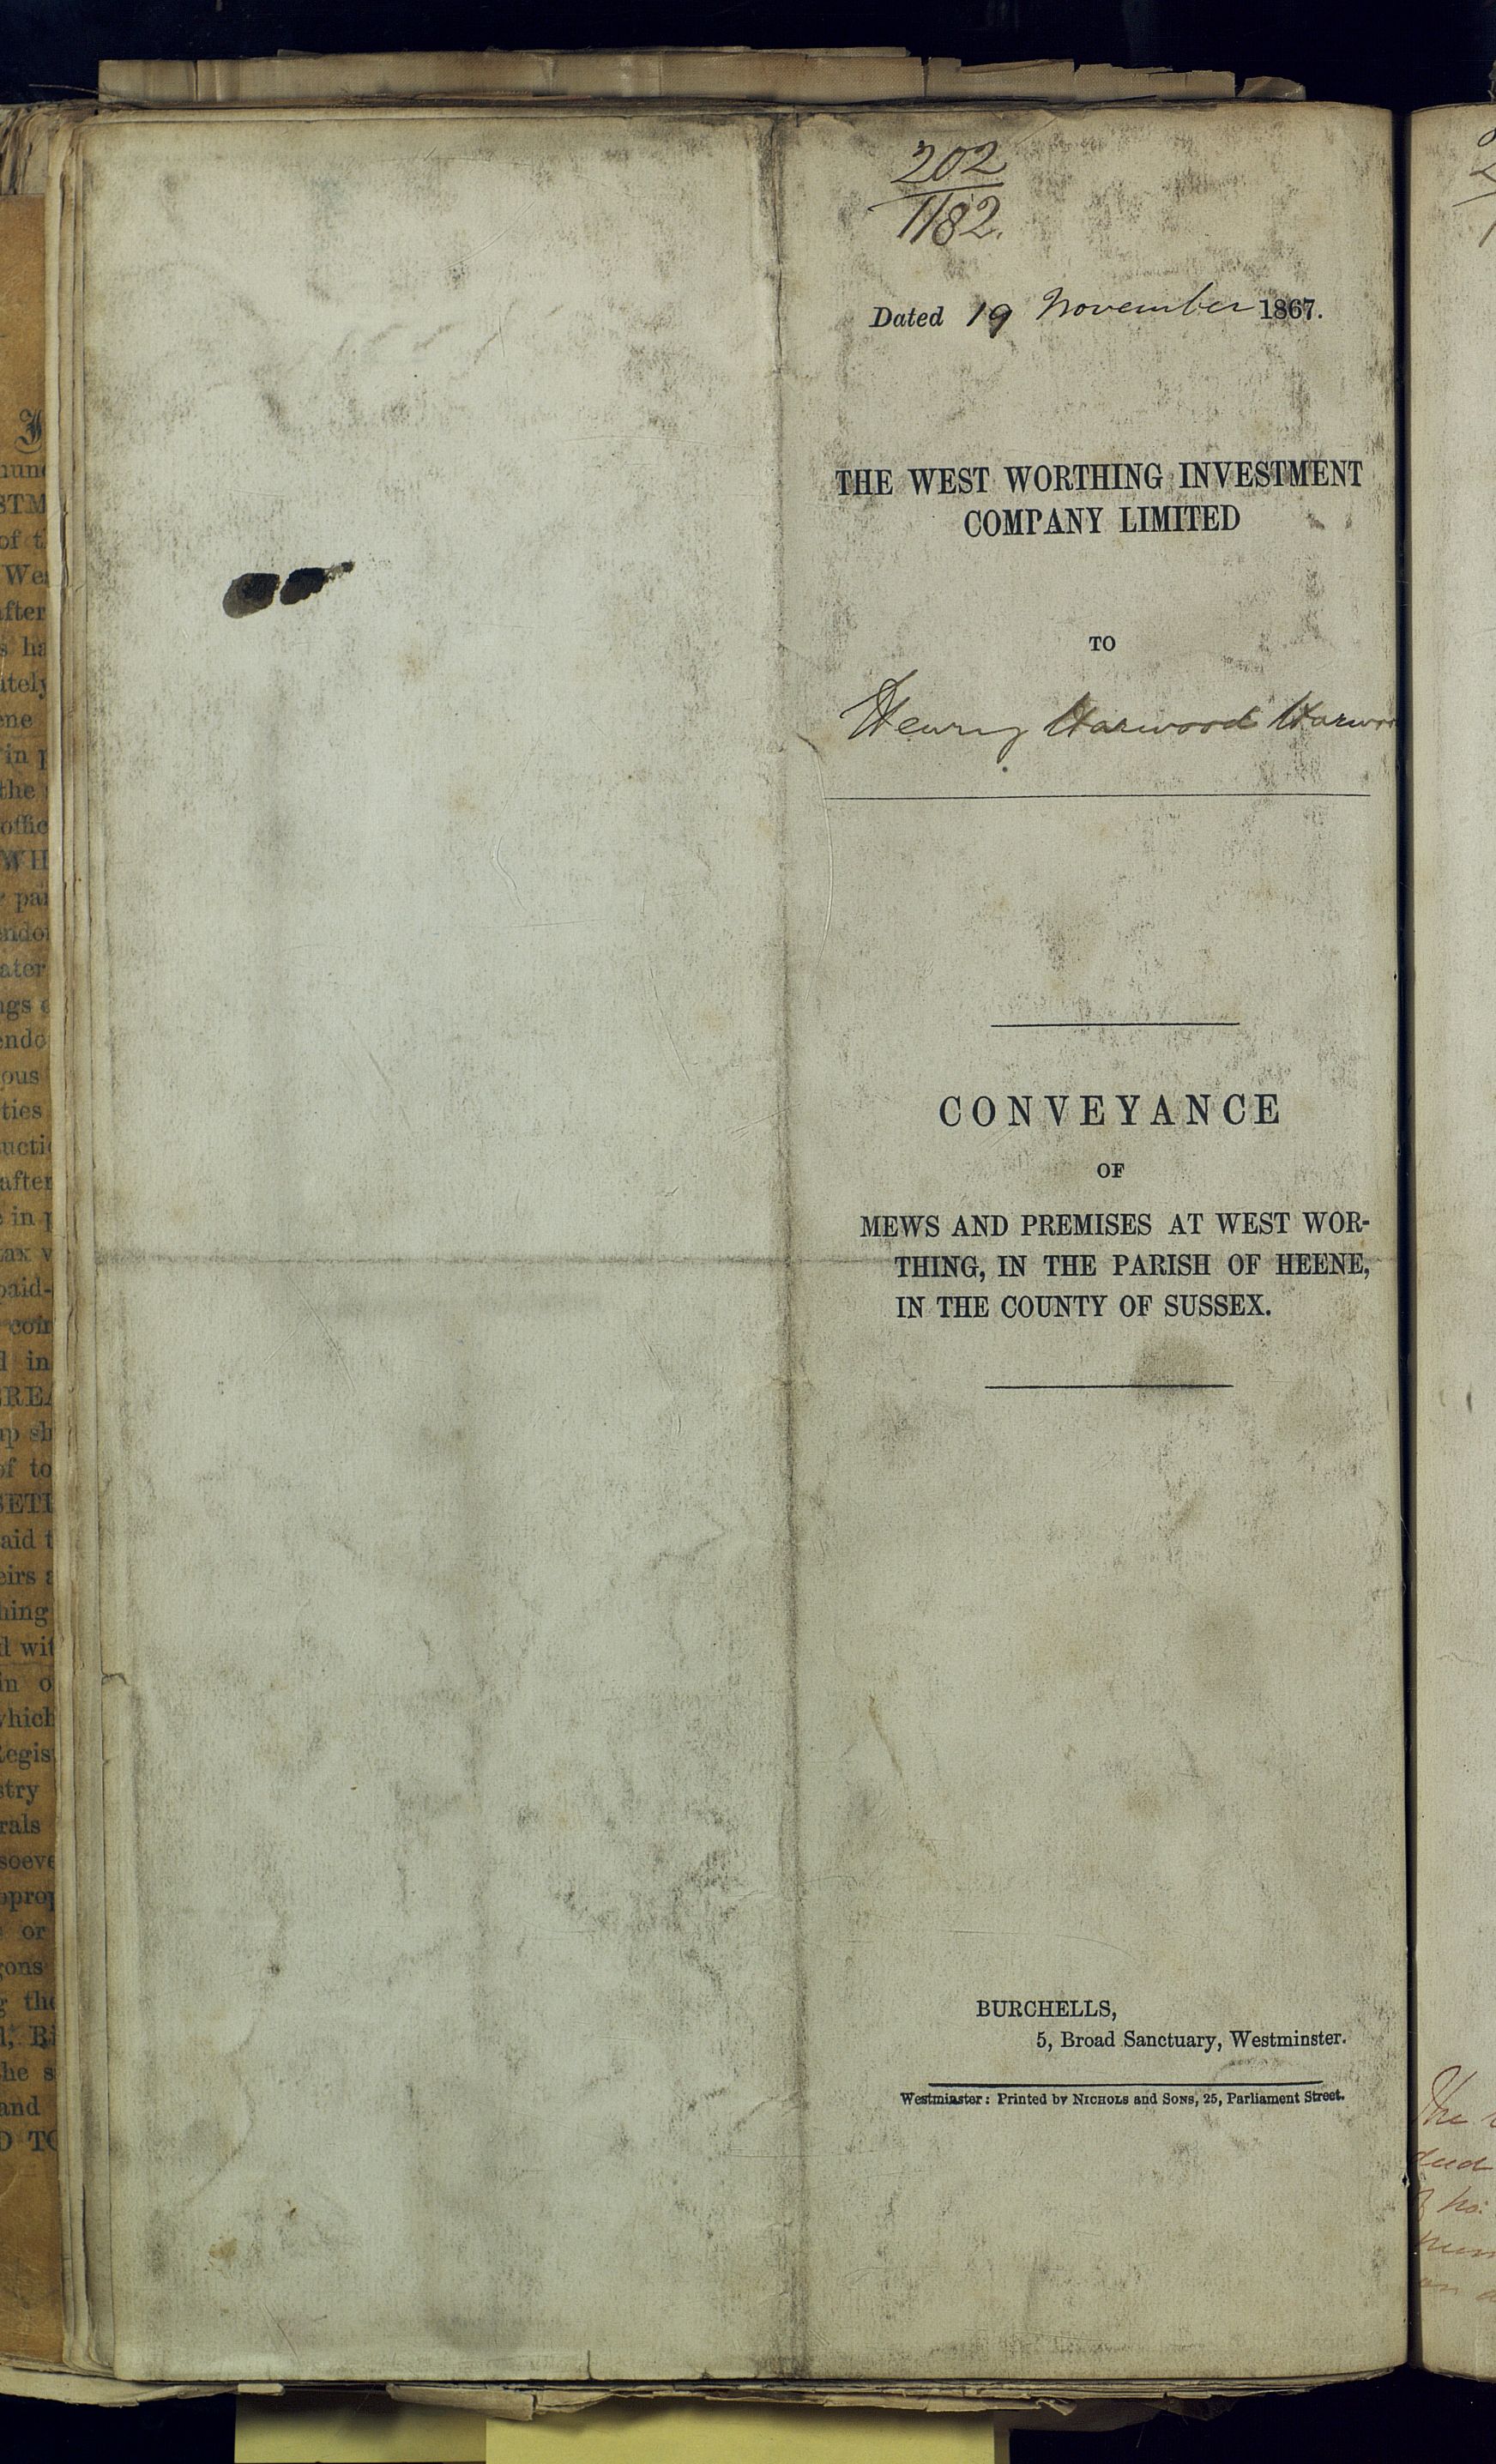 202
1182.
Dated 19 November 1867.
THE WEST WORTHING INVESTMENT
COMPANY LIMITED
TO
Henry Harwood Harwoo
CONVEYANCE
OF
MEWS AND PREMISES AT WEST WOR-
THING, IN THE PARISH OF HEENE,
IN THE COUNTY OF SUSSEX.
BURCHELLS,
5, Broad Sanctuary, Westminster.
Westminster: Printed by NICHOLS and SONS, 25, Parliament Street.